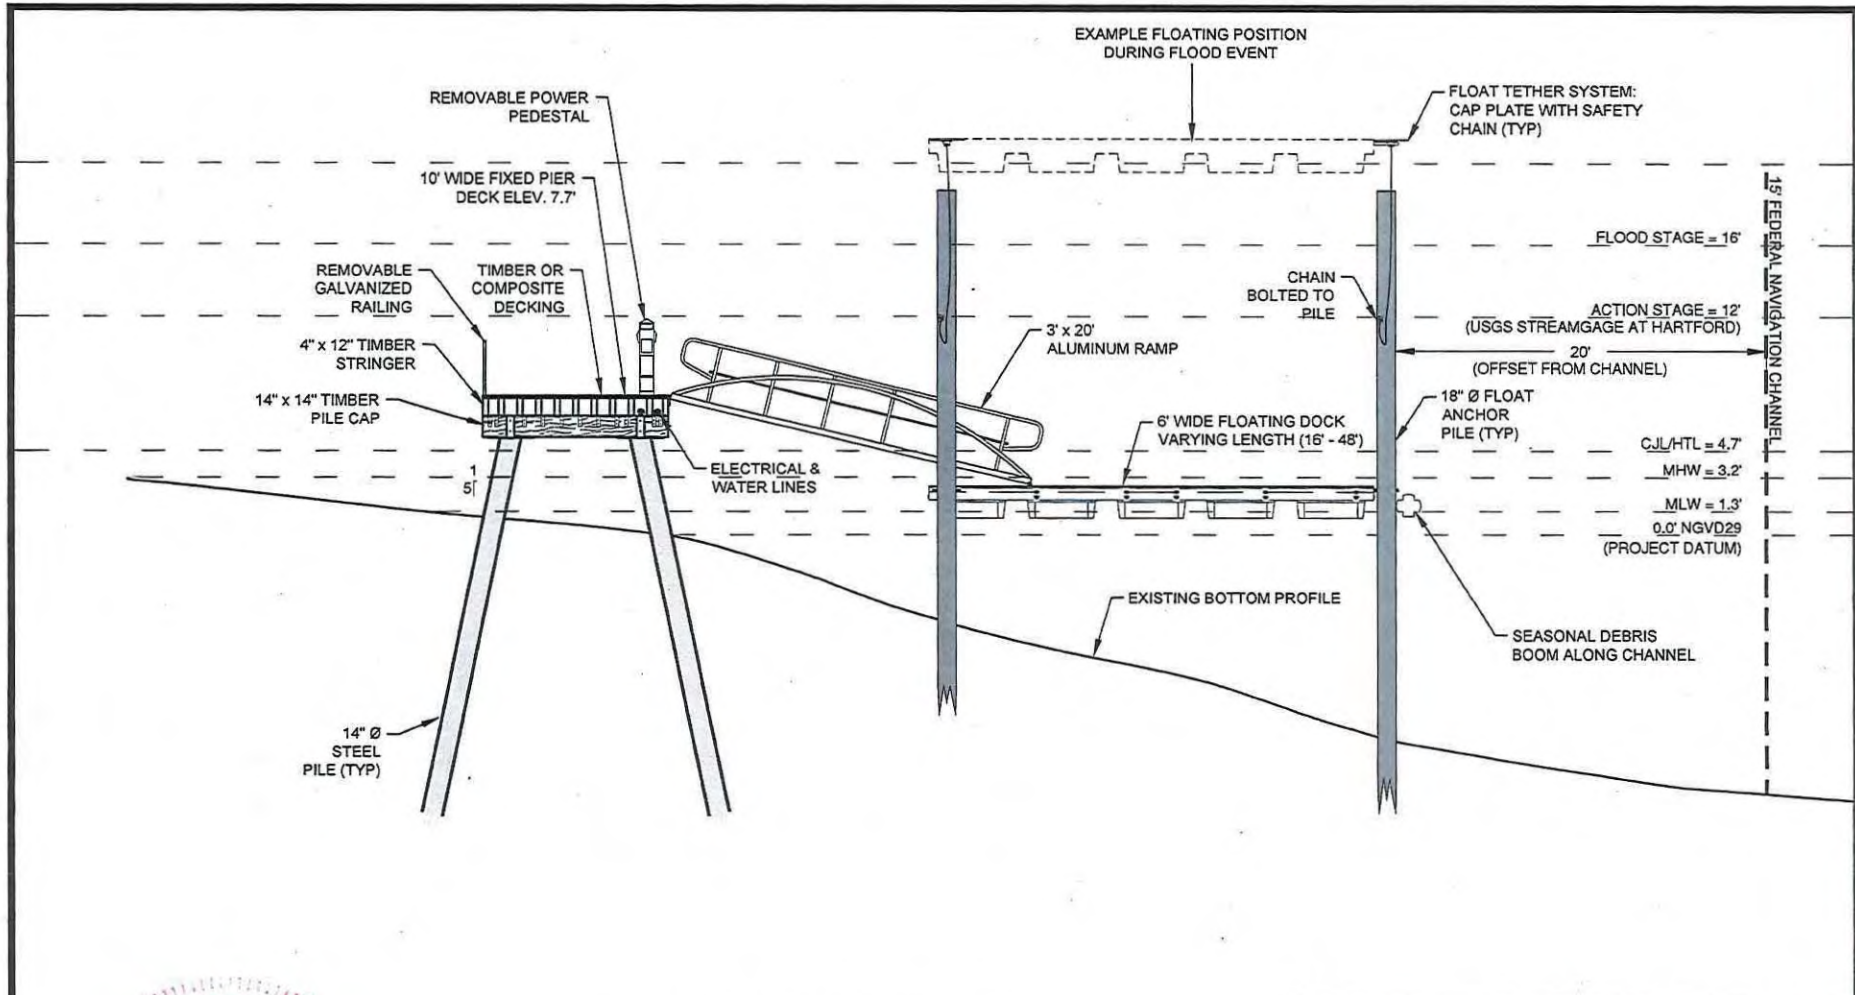 EXAMPLE FLOATING POSITION
DURING FLOOD EVENT
REMOVABLE POWER
PEDESTAL
FLOAT TETHER SYSTEM:
CAP PLATE WITH SAFETY
CHAIN (TYP)
10' WIDE FIXED PIER
DECK ELEV. 7.7'
15' FEDERAL NAVIGATION CHANNEL
FLOOD STAGE = 16'
REMOVABLE
GALVANIZED
RAILING
TIMBER OR
COMPOSITE
DECKING
CHAIN
BOLTED TO
PILE
ACTION STAGE = 12'
(USGS STREAMGAGE AT HARTFORD)
3' x 20'
ALUMINUM RAMP
4" x 12" TIMBER
STRINGER
20'
(OFFSET FROM CHANNEL)
14" x 14" TIMBER
PILE CAP
18" Ø FLOAT
ANCHOR
PILE (TYP)
6' WIDE FLOATING DOCK
VARYING LENGTH (16' - 48')
CJL/HTL = 4.7'
1
5
ELECTRICAL &
WATER LINES
MHW = 3.2'
MLW = 1.3'
0.0' NGVD29
(PROJECT DATUM)
EXISTING BOTTOM PROFILE
SEASONAL DEBRIS
BOOM ALONG CHANNEL
14" Ø
STEEL
PILE (TYP)